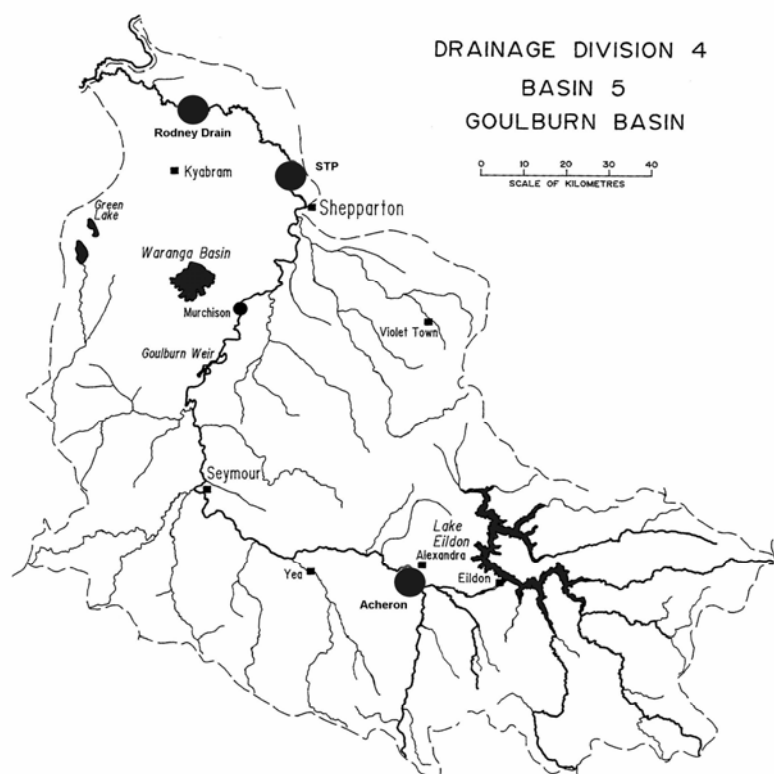 DRAINAGE DIVISION 4
BASIN 5
GOULBURN BASIN
0 10 20 30 40
SCALE OF KILOMETRES
Rodney Drain
STP
Kyabram
Shepparton
Green
Lake
Waranga Basin
Murchison
Violet Town
Goulburn Weir
Seymour
Lake
Eildon
Alexandra
Yea
Eildon
Acheron